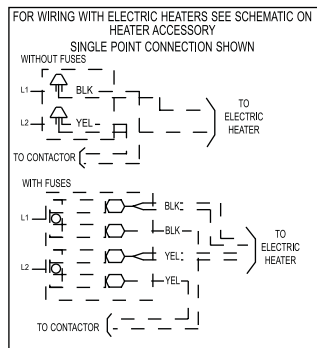 FOR WIRING WITH ELECTRIC HEATERS SEE SCHEMATIC ON
HEATER ACCESSORY
SINGLE POINT CONNECTION SHOWN
WITHOUT FUSES
L1
BLK
L2
YEL
TO
ELECTRIC
HEATER
TO CONTACTOR
WITH FUSES
L1
BLK
BLK
L2
YEL
YEL
TO
ELECTRIC
HEATER
TO CONTACTOR